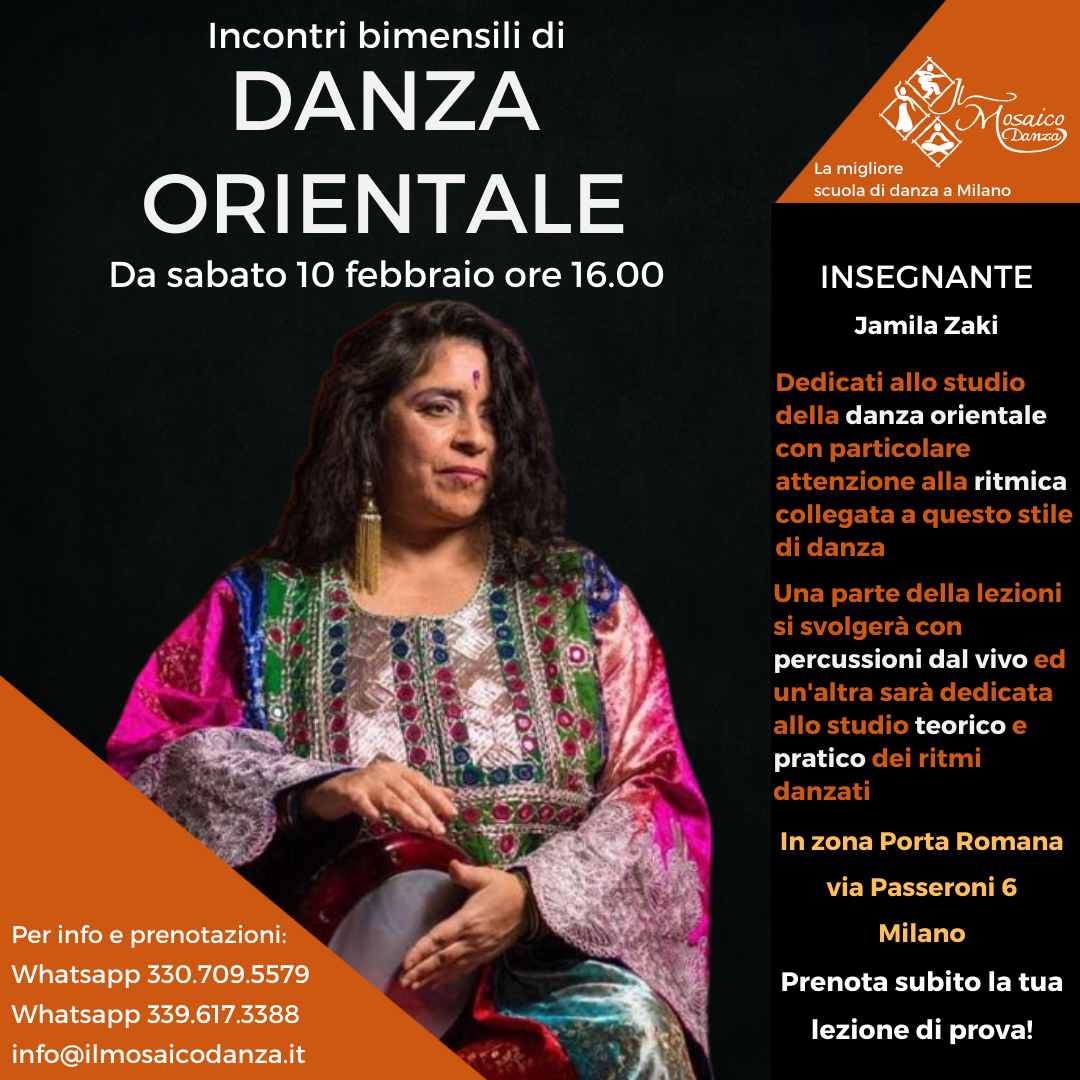 Incontri bimensili di
DANZA
ORIENTALE
Da sabato 10 febbraio ore 16.00
Il Mosaico
Danza
La migliore
scuola di danza a Milano
INSEGNANTE
Jamila Zaki
Dedicati allo studio
della danza orientale
con particolare
attenzione alla ritmica
collegata a questo stile
di danza
Una parte della lezioni
si svolgerà con
percussioni dal vivo ed
un'altra sarà dedicata
allo studio teorico e
pratico dei ritmi
danzati
In zona Porta Romana
via Passeroni 6
Milano
Prenota subito la tua
lezione di prova!
Per info e prenotazioni:
Whatsapp 330.709.5579
Whatsapp 339.617.3388
info@ilmosaicodanza.it